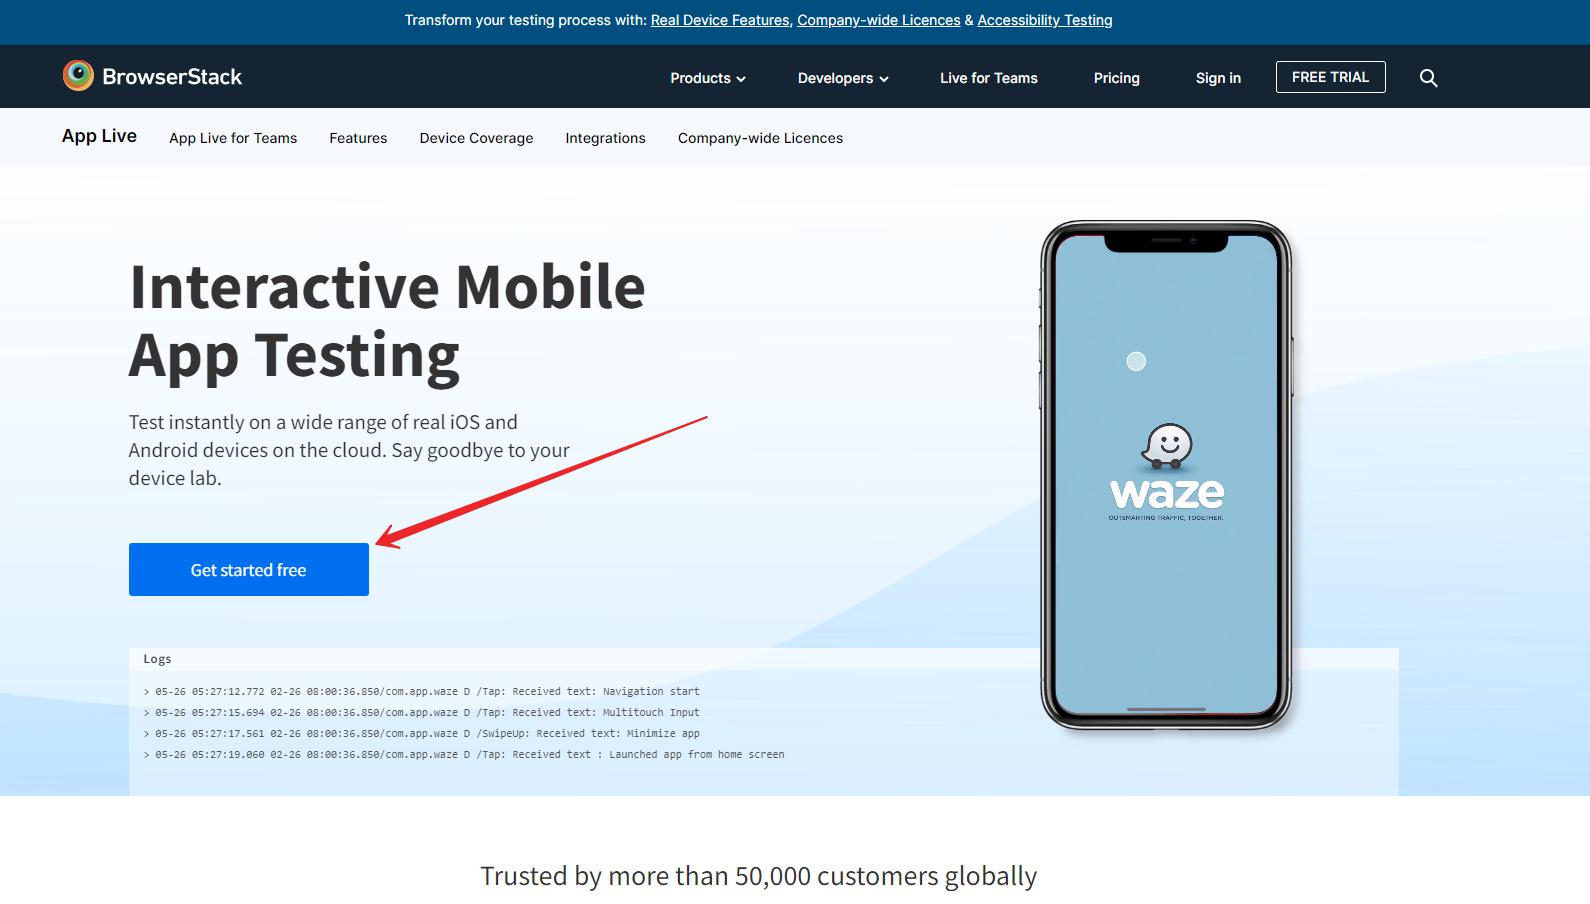 Transform your testing process with: Real Device Features, Company-wide Licences & Accessibility Testing
BrowserStack
Products
Developers
Live for Teams
Pricing
Sign in
FREE TRIAL
App Live
App Live for Teams
Features
Device Coverage
Integrations
Company-wide Licences
Interactive Mobile
App Testing
Test instantly on a wide range of real iOS and
Android devices on the cloud. Say goodbye to your
device lab.
Get started free
waze
OUTSMARTING TRAFFIC, TOGETHER.
Logs
> 05-26 05:27:12.772 02-26 08:00:36.850/com.app.waze D /Tap: Received text: Navigation start
> 05-26 05:27:15.694 02-26 08:00:36.850/com.app.waze D /Tap: Received text: Multitouch Input
> 05-26 05:27:17.561 02-26 08:00:36.850/com.app.waze D /SwipeUp: Received text: Minimize app
> 05-26 05:27:19.060 02-26 08:00:36.850/com.app.waze D /Tap: Received text : Launched app from home screen
Trusted by more than 50,000 customers globally